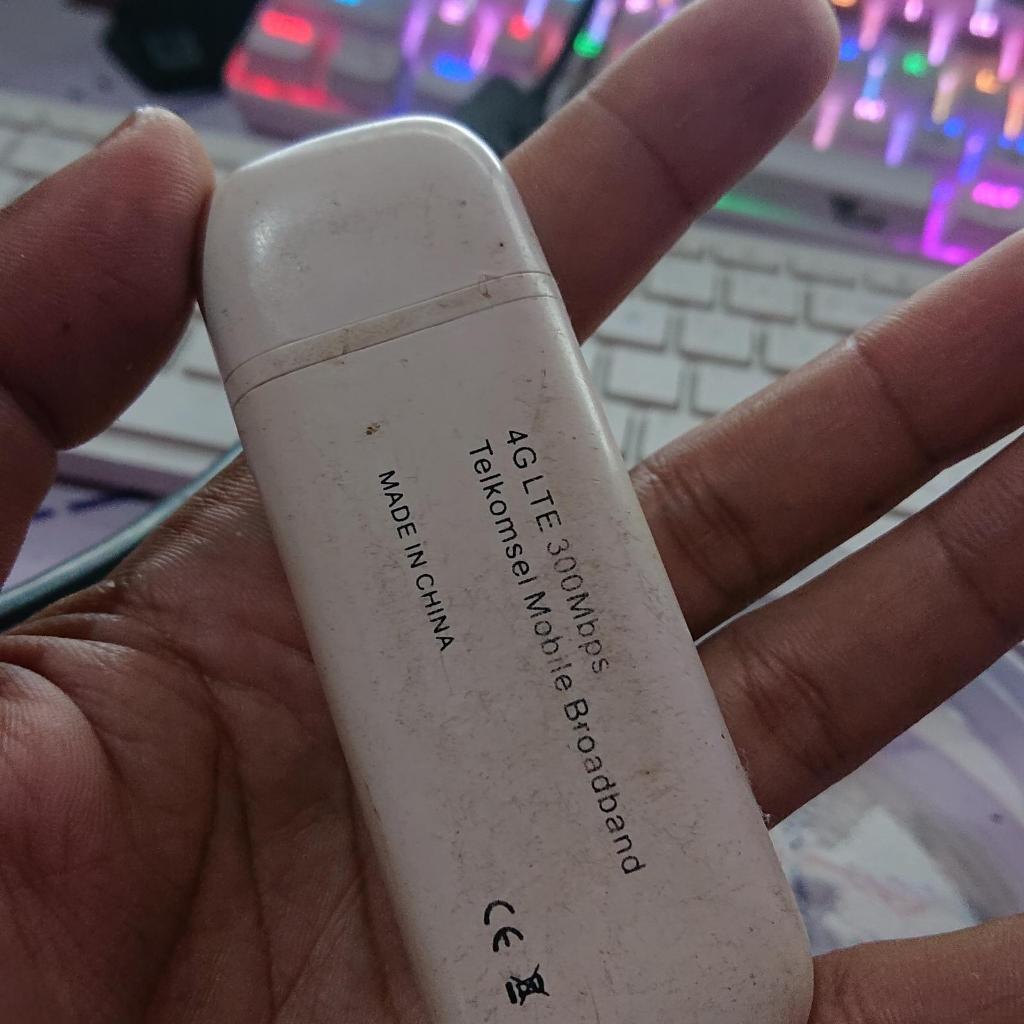 4G LTE 300Mbps
Telkomsel Mobile Broadband
MADE IN CHINA
CE